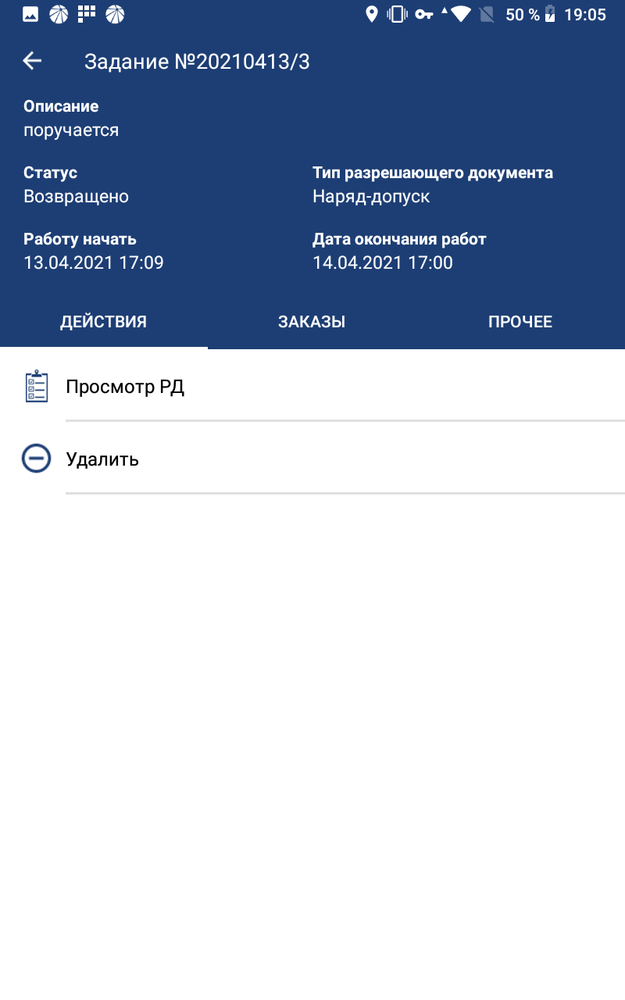 50 % 19:05
Задание №20210413/3
Описание
поручается
Статус
Тип разрешающего документа
Возвращено
Наряд-допуск
Работу начать
Дата окончания работ
13.04.2021 17:09
14.04.2021 17:00
ДЕЙСТВИЯ
ЗАКАЗЫ
ПРОЧЕЕ
Просмотр РД
Удалить